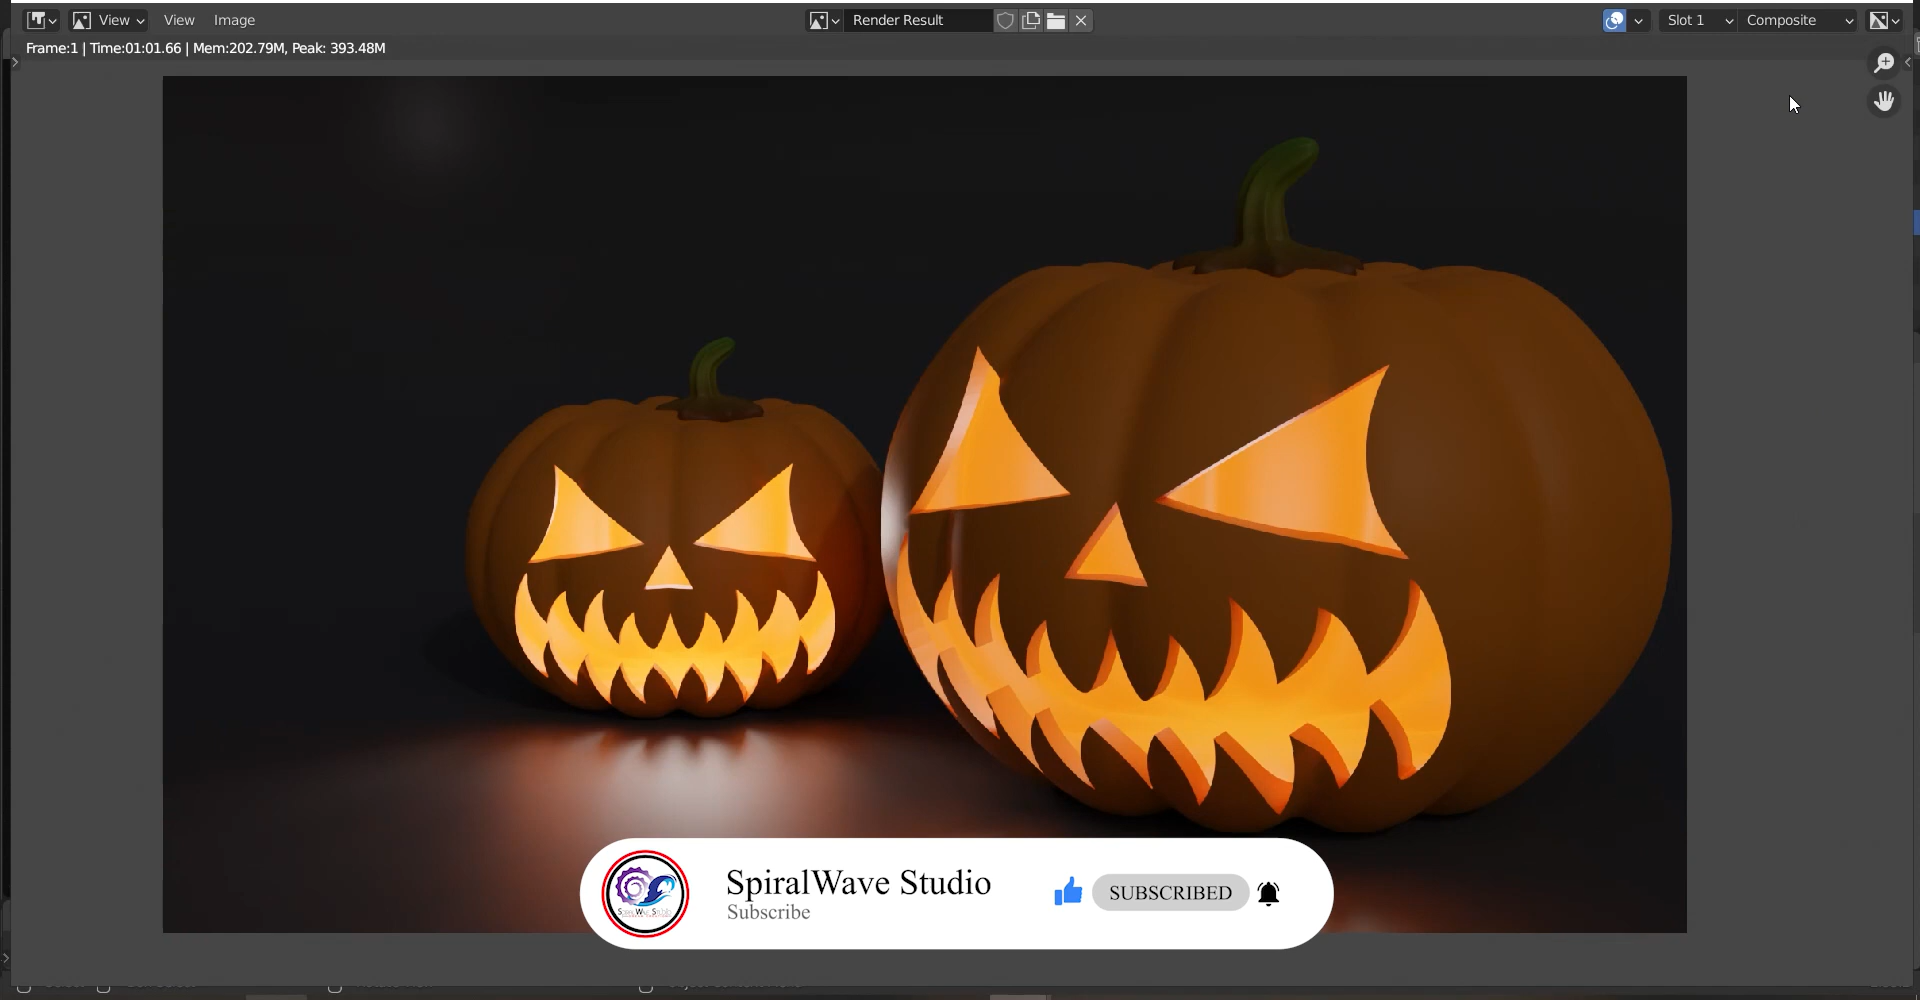 View View Image Render Result Slot 1 Composite
Frame:1 | Time:01:01.66 | Mem:202.79M, Peak: 393.48M
SpiralWave Studio
Subscribe
SUBSCRIBED